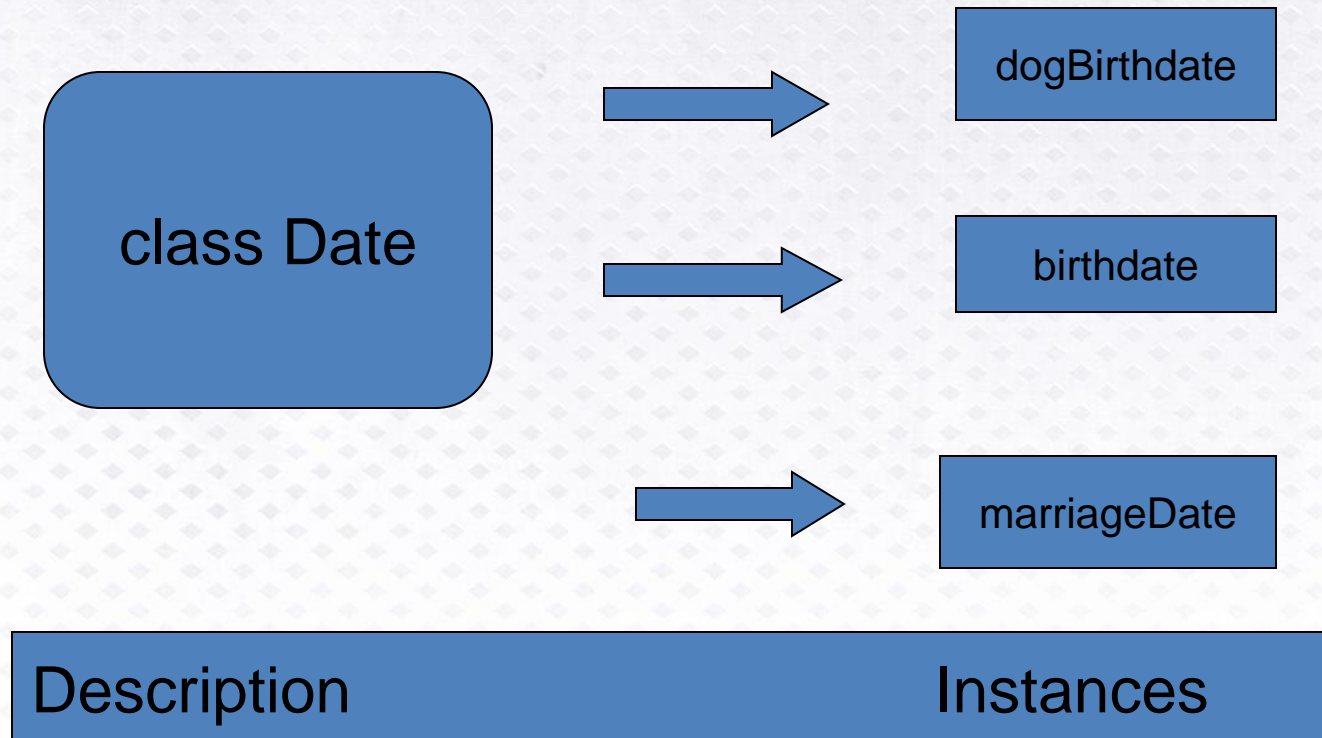 class Date
dogBirthdate
birthdate
marriageDate
Description
Instances